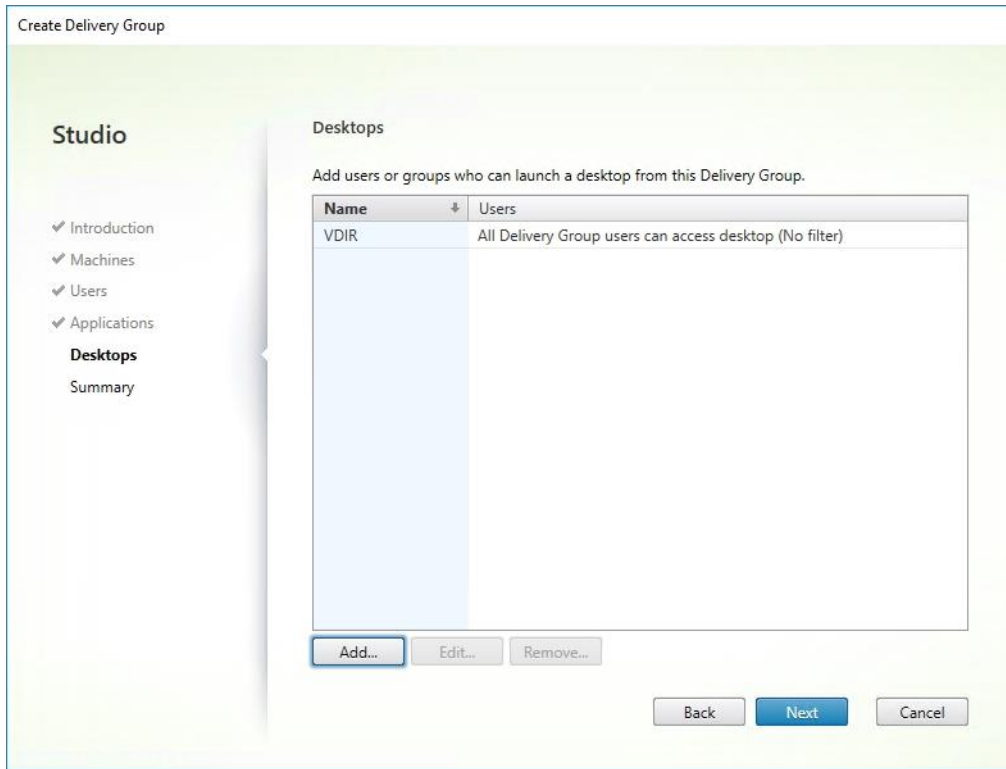 Create Delivery Group
Studio
Introduction
Machines
Users
Applications
Desktops
Summary
Desktops
Add users or groups who can launch a desktop from this Delivery Group.
Name Users
VDIR All Delivery Group users can access desktop (No filter)
Add... Edit... Remove...
Back Next Cancel